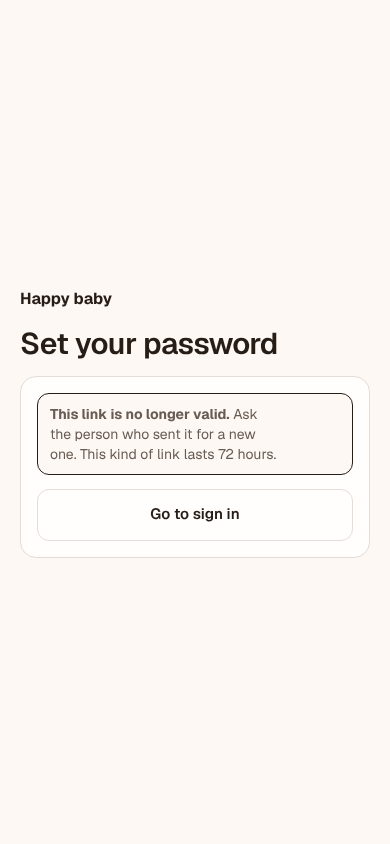 Happy baby
Set your password
This link is no longer valid. Ask
the person who sent it for a new
one. This kind of link lasts 72 hours.
Go to sign in